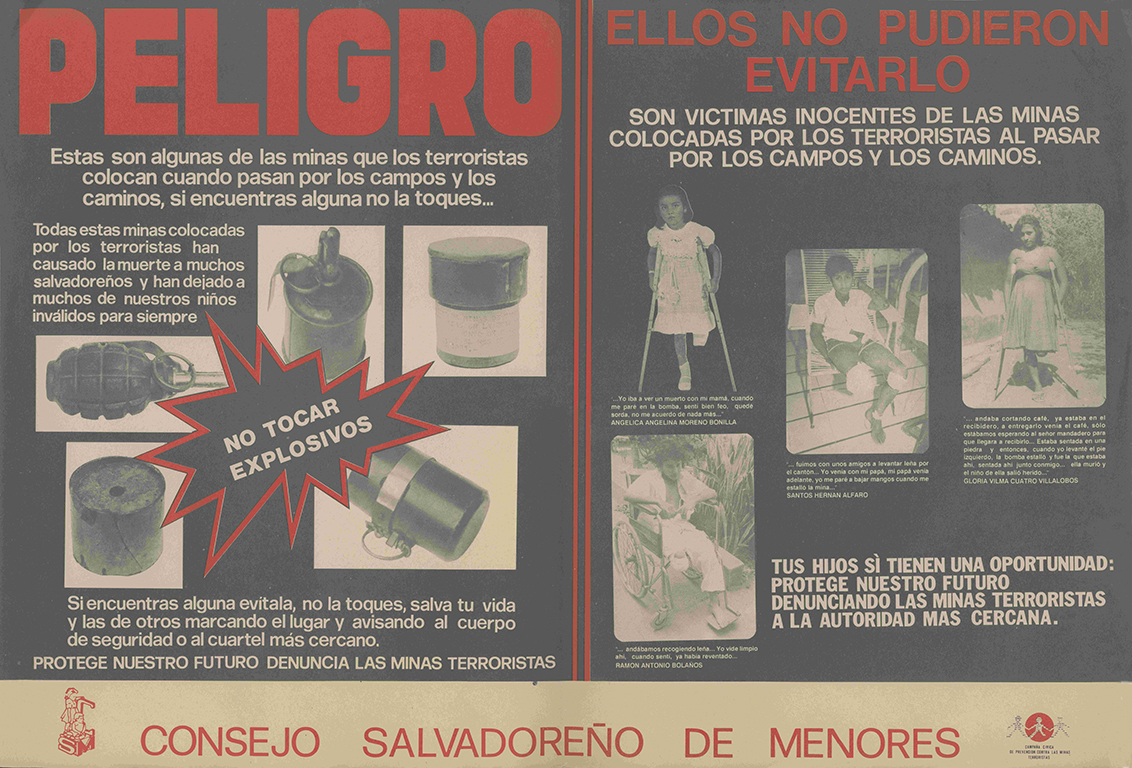 PELIGRO
Estas son algunas de las minas que los terroristas
colocan cuando pasan por los campos y los
caminos, si encuentras alguna no la toques...
Todas estas minas colocadas
por los terroristas han
causado la muerte a muchos
salvadoreños y han dejado a
muchos de nuestros niños
inválidos para siempre
NO TOCAR
EXPLOSIVOS
Si encuentras alguna evitala, no la toques, salva tu vida
y las de otros marcando el lugar y avisando al cuerpo
de seguridad o al cuartel más cercano.
PROTEGE NUESTRO FUTURO DENUNCIA LAS MINAS TERRORISTAS
ELLOS NO PUDIERON
EVITARLO
SON VICTIMAS INOCENTES DE LAS MINAS
COLOCADAS POR LOS TERRORISTAS AL PASAR
POR LOS CAMPOS Y LOS CAMINOS.
'...Yo iba a ver un muerto con mi mamá, cuando
me paré en la bomba, sentí bien feo, quedé
sorda, no me acuerdo de nada más...'
ANGELICA ANGELINA MORENO BONILLA
'... fuimos con unos amigos a levantar leña por
el cantón... Yo venía con mi papá, mi papá venía
adelante, yo me paré a bajar mangos cuando me
estalló la mina...'
SANTOS HERNAN ALFARO
'... andaba cortando café, ya estaba en el
recibidero, a entregarlo venia el café, sólo
estábamos esperando al señor mandadero para
que llegara a recibirlo... Estaba sentada en una
piedra y entonces, cuando yo levanté el pie
izquierdo, la bomba estalló y fue la que estaba
ahí, sentada ahí junto conmigo... ella murió y
el niño de ella salió herido...'
GLORIA VILMA CUATRO VILLALOBOS
'... andábamos recogiendo leña... Yo vide limpio
ahí, cuando sentí, ya había reventado...
RAMON ANTONIO BOLAÑOS
TUS HIJOS SÌ TIENEN UNA OPORTUNIDAD:
PROTEGE NUESTRO FUTURO
DENUNCIANDO LAS MINAS TERRORISTAS
A LA AUTORIDAD MAS CERCANA.
CONSEJO SALVADOREÑO DE MENORES
CAMPAÑA CIVICA
DE PREVENCION CONTRA LAS MINAS
TERRORISTAS